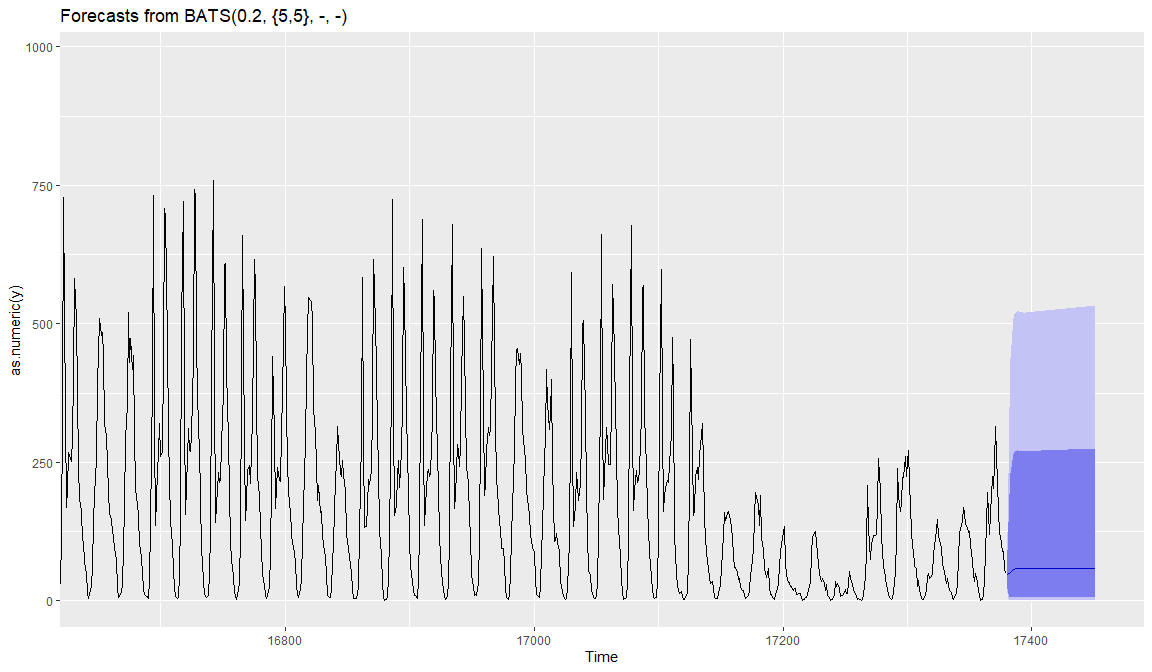 Forecasts from BATS(0.2, {5,5}, -, -)
1000
750
500
250
0
as.numeric(y)
16800 17000 17200 17400
Time